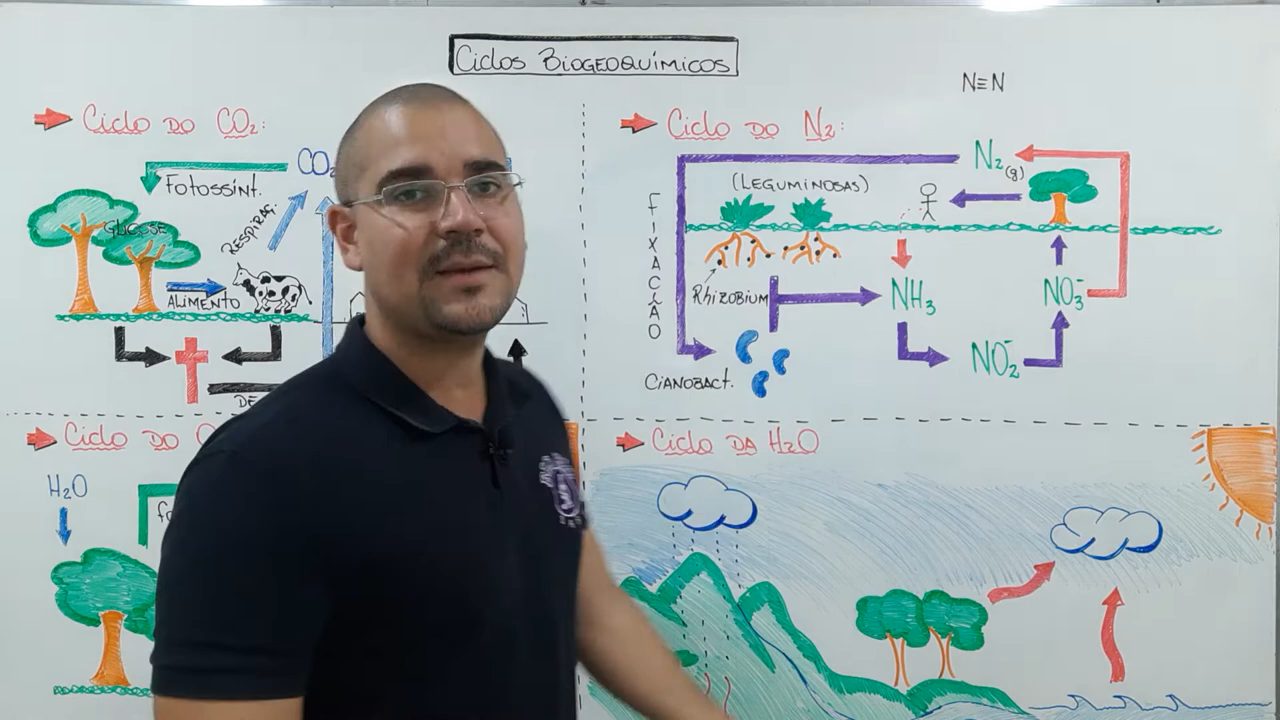 Ciclos Biogeoquímicos
Ciclo do CO₂:
CO₂
Fotossínt.
Glicose
Respiraç.
Alimento
Ciclo do N₂:
N≡N
N₂(g)
(Leguminosas)
Fixação
Rhizobium
NH₃
NO₃⁻
NO₂⁻
Cianobact.
Ciclo do
H₂O
Ciclo da H₂O